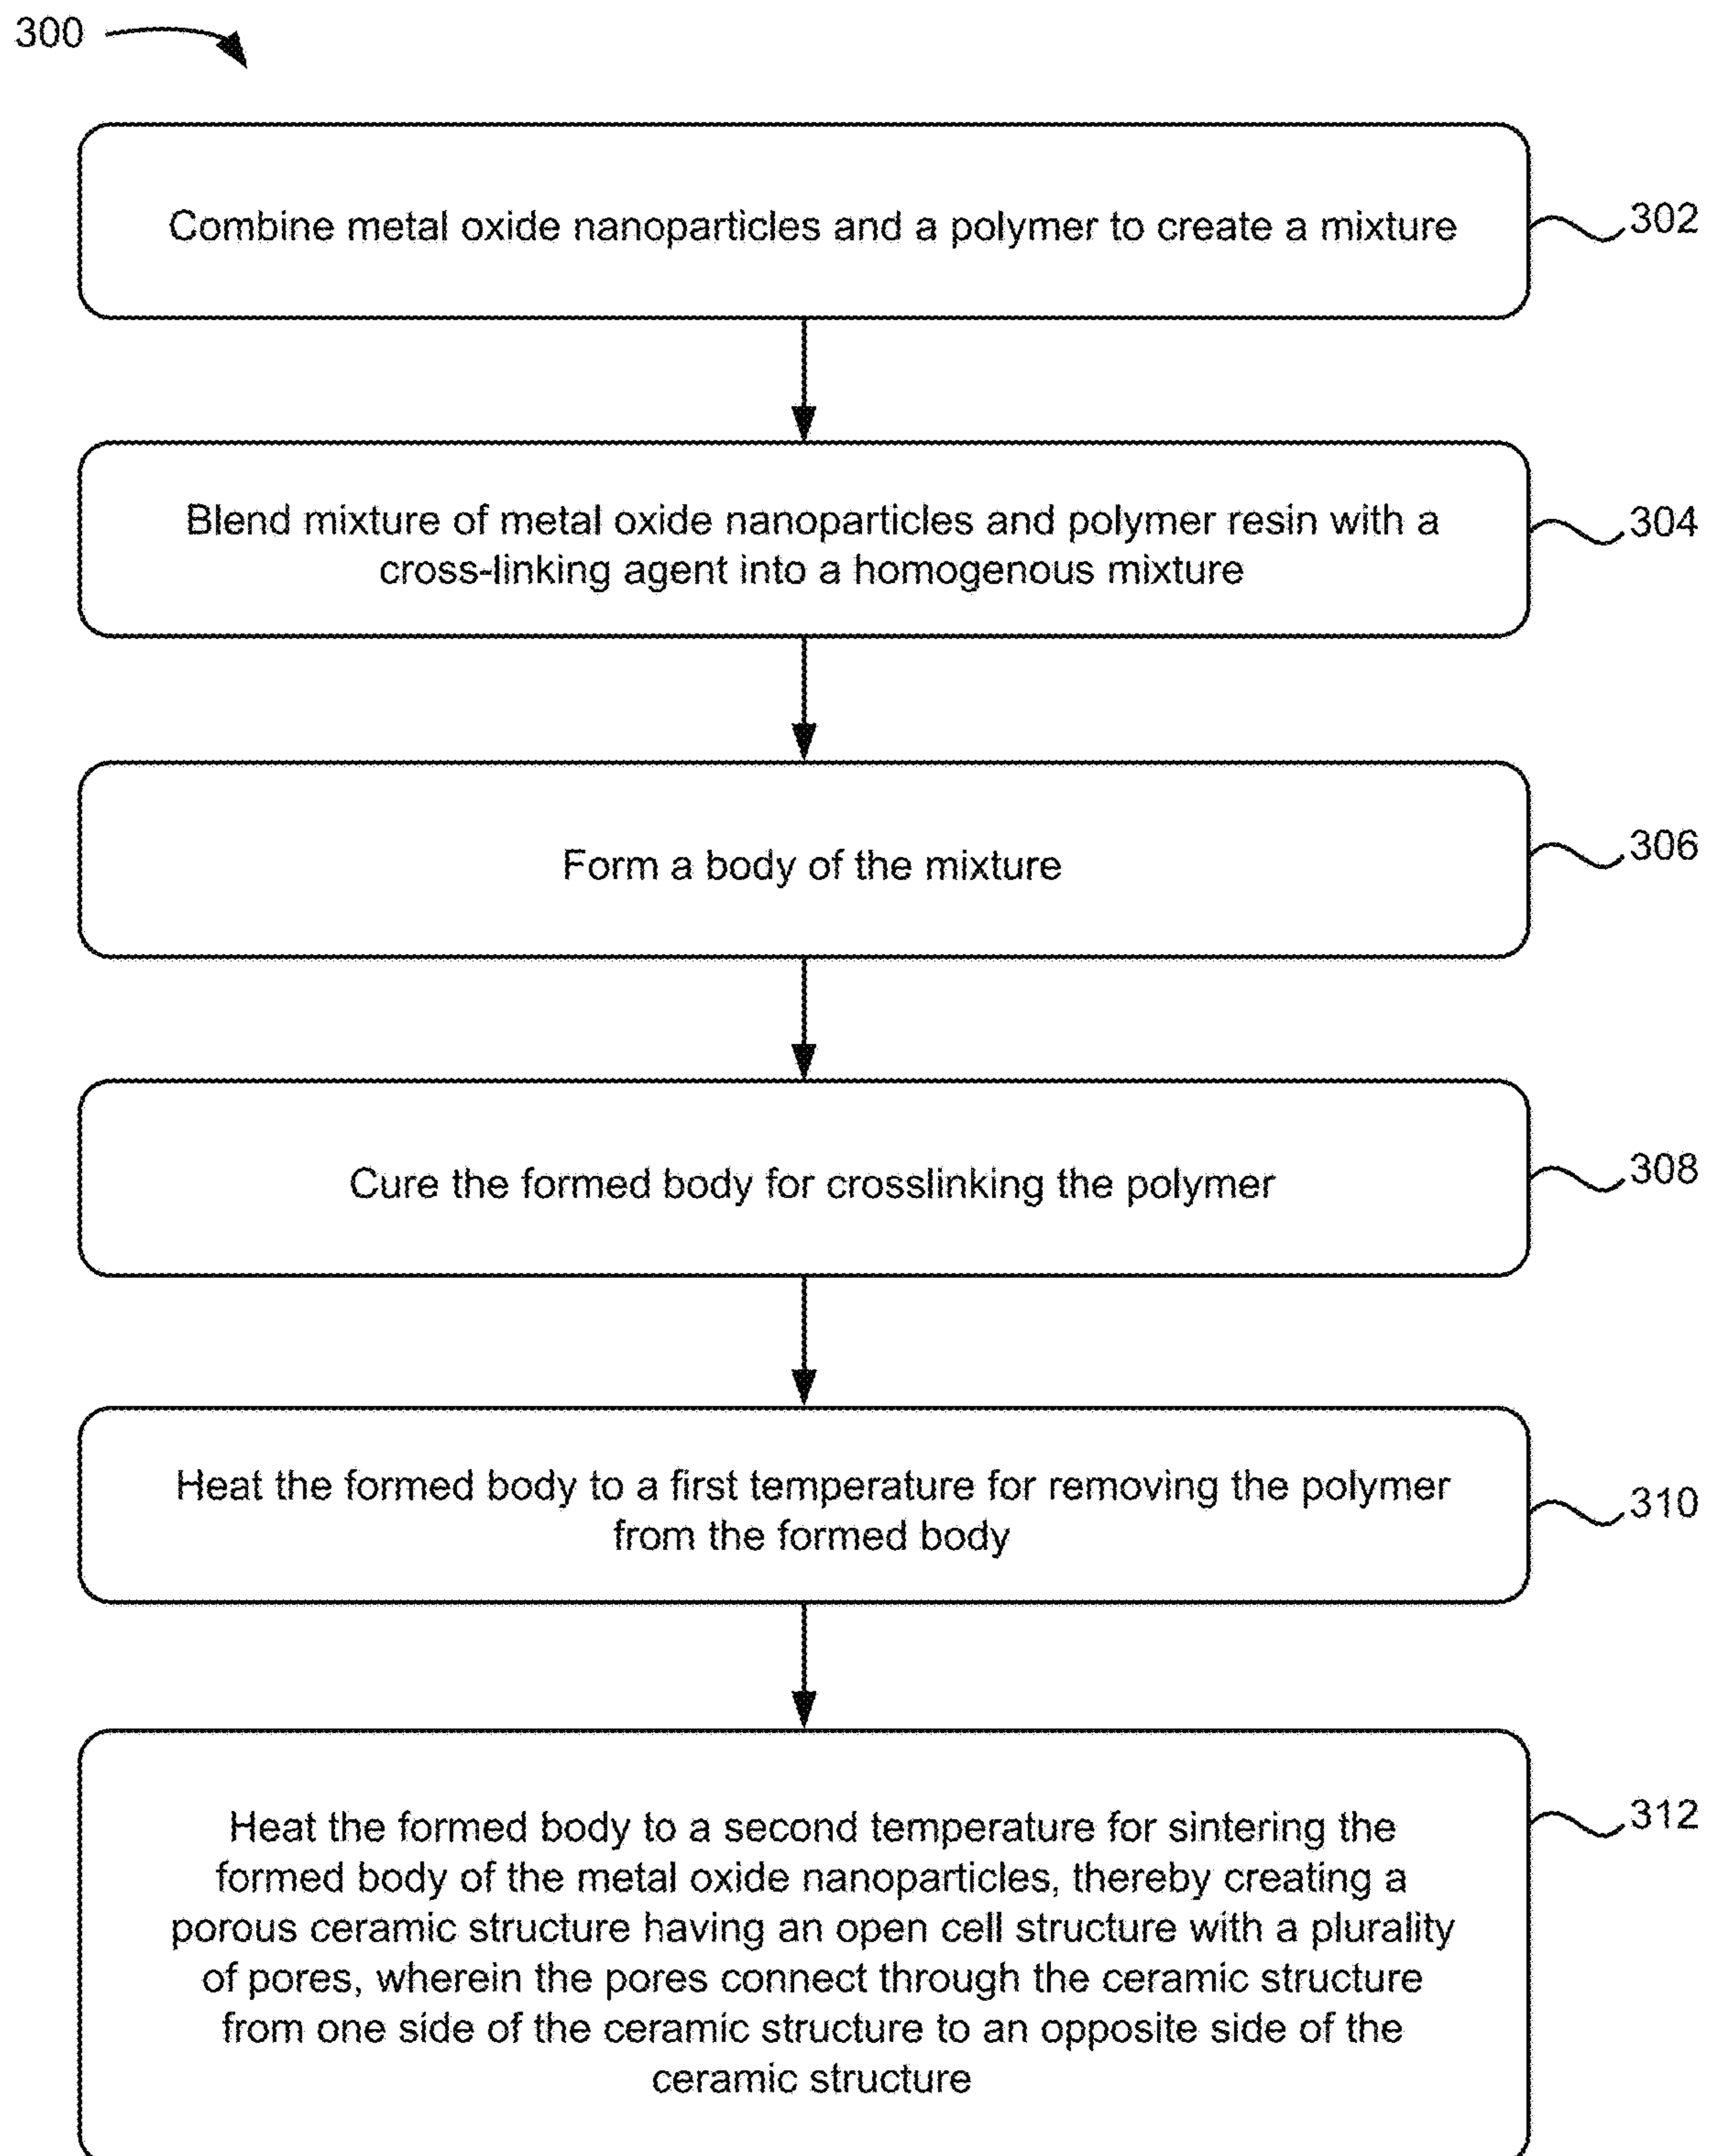 300
Combine metal oxide nanoparticles and a polymer to create a mixture
302
Blend mixture of metal oxide nanoparticles and polymer resin with a
cross-linking agent into a homogenous mixture
304
Form a body of the mixture
306
Cure the formed body for crosslinking the polymer
308
Heat the formed body to a first temperature for removing the polymer
from the formed body
310
Heat the formed body to a second temperature for sintering the
formed body of the metal oxide nanoparticles, thereby creating a
porous ceramic structure having an open cell structure with a plurality
of pores, wherein the pores connect through the ceramic structure
from one side of the ceramic structure to an opposite side of the
ceramic structure
312